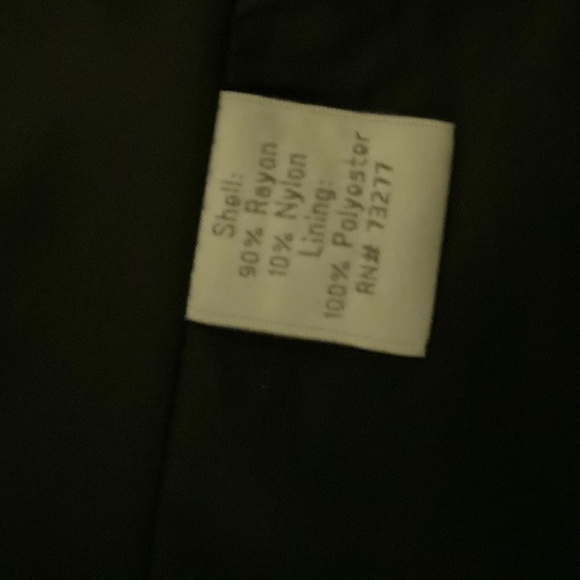 Shell:
90% Rayon
10% Nylon
Lining:
100% Polyester
RN# 73277